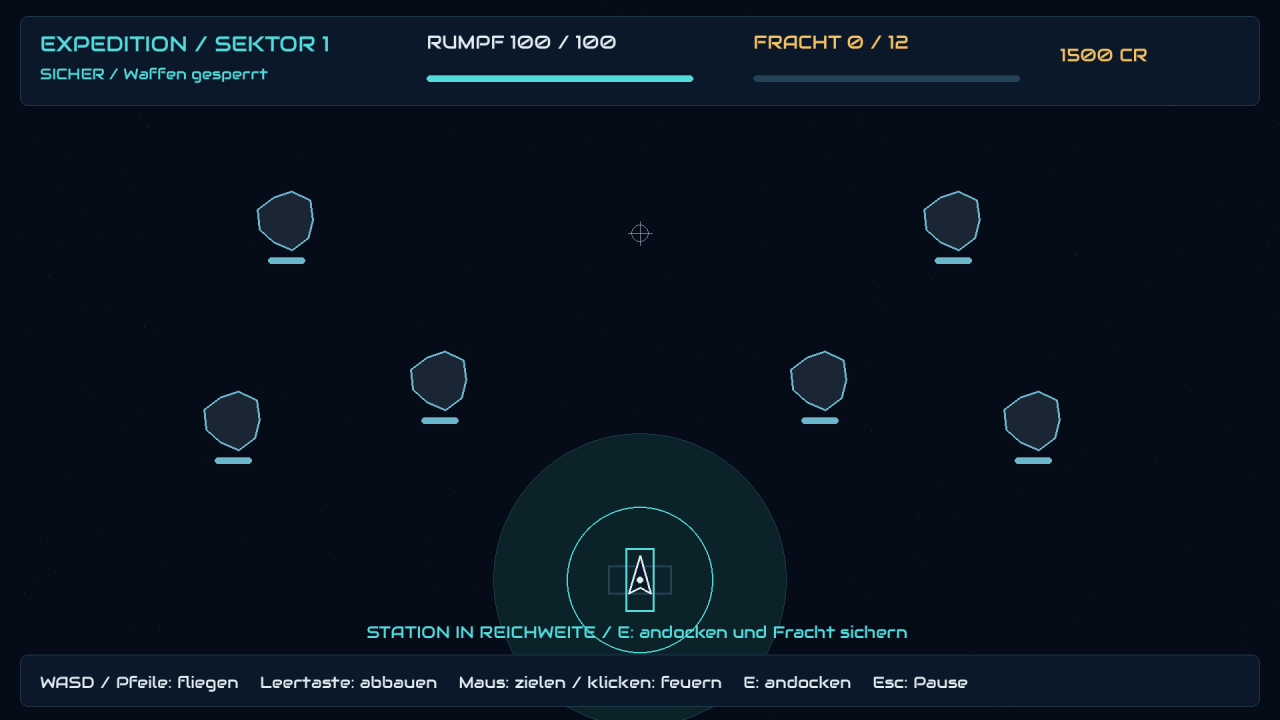 EXPEDITION / SEKTOR 1
SICHER / Waffen gesperrt
RUMPF 100 / 100
FRACHT 0 / 12
1500 CR
STATION IN REICHWEITE / E: andocken und Fracht sichern
WASD / Pfeile: fliegen Leertaste: abbauen Maus: zielen / klicken: feuern E: andocken Esc: Pause